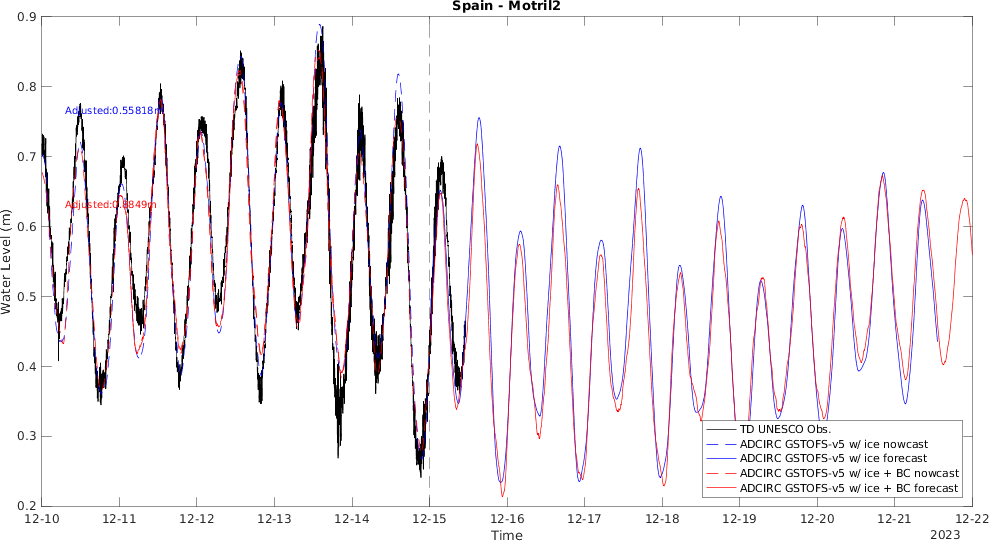 Spain - Motril2
0.9
0.8
0.7
0.6
0.5
0.4
0.3
0.2
Water Level (m)
Adjusted:0.55818m
TD UNESCO Obs.
ADCIRC GSTOFS-v5 w/ ice nowcast
ADCIRC GSTOFS-v5 w/ ice forecast
ADCIRC GSTOFS-v5 w/ ice + BC nowcast
ADCIRC GSTOFS-v5 w/ ice + BC forecast
12-10 12-11 12-12 12-13 12-14 12-15 12-16 12-17 12-18 12-19 12-20 12-21 12-22
Time
2023